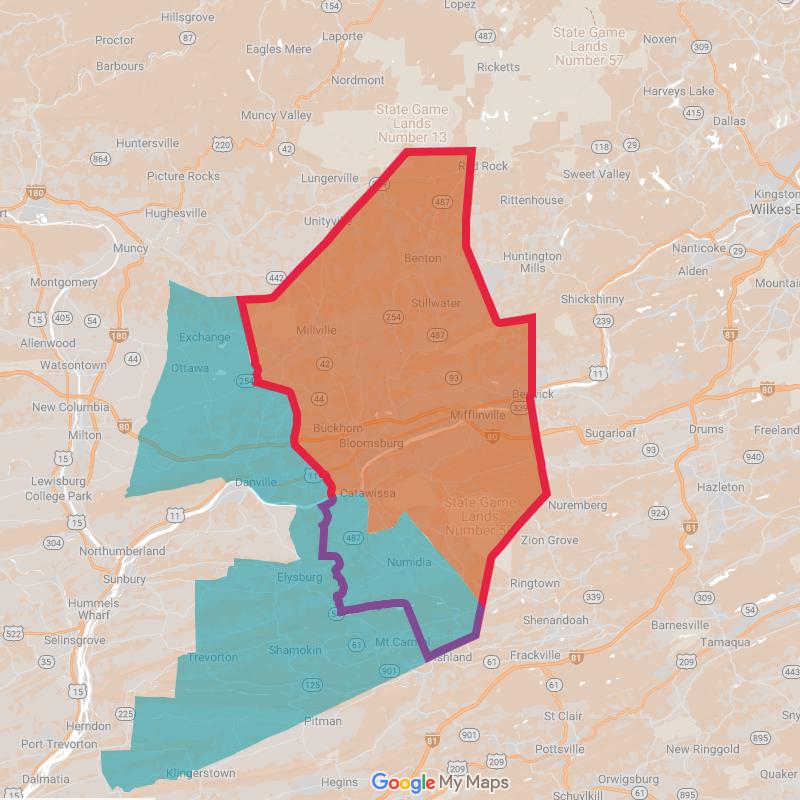 Lopez
154
Hillsgrove
Laporte
487
State Game
Lands
Number 57
Noxen
309
Proctor
87
Eagles Mere
Barbours
Ricketts
Nordmont
Harveys Lake
Muncy Valley
State Game
Lands
Number 13
415
Dallas
Huntersville
220
42
118
29
864
Red Rock
Sweet Valley
Picture Rocks
Lungerville
180
Kingston
487
Rittenhouse
Hughesville
Unityville
Wilkes-B
Muncy
Nanticoke
29
Benton
Huntington
Mills
Alden
Montgomery
442
Mountain
Stillwater
Shickshinny
15
405
54
254
239
Exchange
Millville
487
180
81
Allenwood
44
Watsontown
Ottawa
42
11
254
93
80
New Columbia
44
Berwick
339
Mifflinville
80
Buckhorn
Drums
Freeland
Milton
80
Bloomsburg
Sugarloaf
93
15
940
Lewisburg
11
Danville
Hazleton
College Park
Catawissa
State Game
Lands
Nuremberg
11
924
81
487
304
Zion Grove
Northumberland
Numidia
Sunbury
Elysburg
Ringtown
Hummels
Wharf
339
309
54
522
Shenandoah
Barnesville
Selinsgrove
61
Mt Carmel
Tamaqua
Shamokin
Trevorton
Ashland
61
Frackville
81
209
35
901
443
15
125
61
225
St Clair
Herndon
Pitman
901
895
Port Trevorton
81
Pottsville
New Ringgold
209
209
Klingerstown
Dalmatia
Hegins
Google My Maps
Orwigsburg
61
Quaker
Schuylkill
895